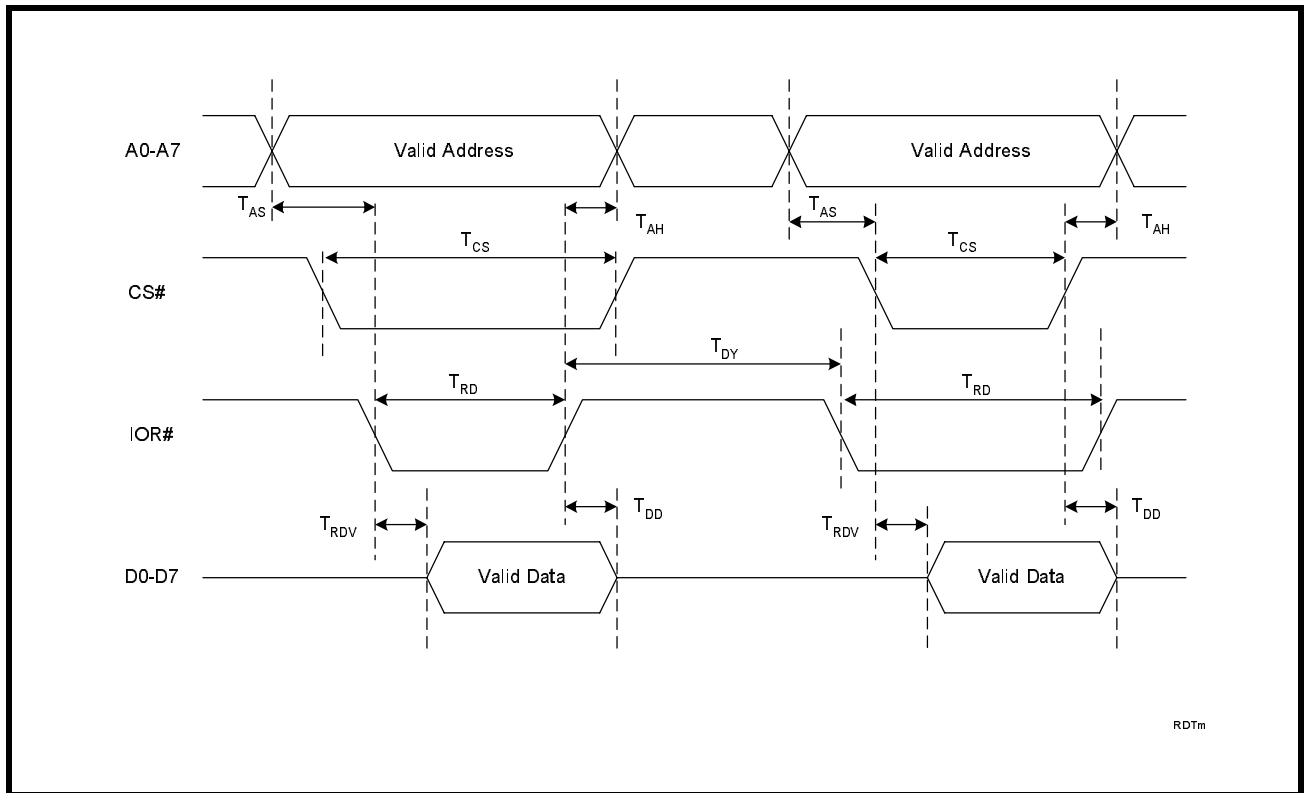 A0-A7 Valid Address Valid Address
TAS TAH TAS TAH
TCS TCS
CS#
TDY
TRD TRD
IOR#
TRDV TDD TRDV TDD
D0-D7 Valid Data Valid Data
RDTm